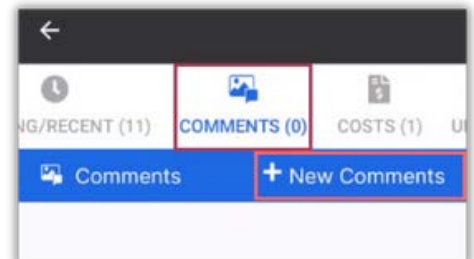 NG/RECENT (11) COMMENTS (0) COSTS (1)
Comments + New Comments